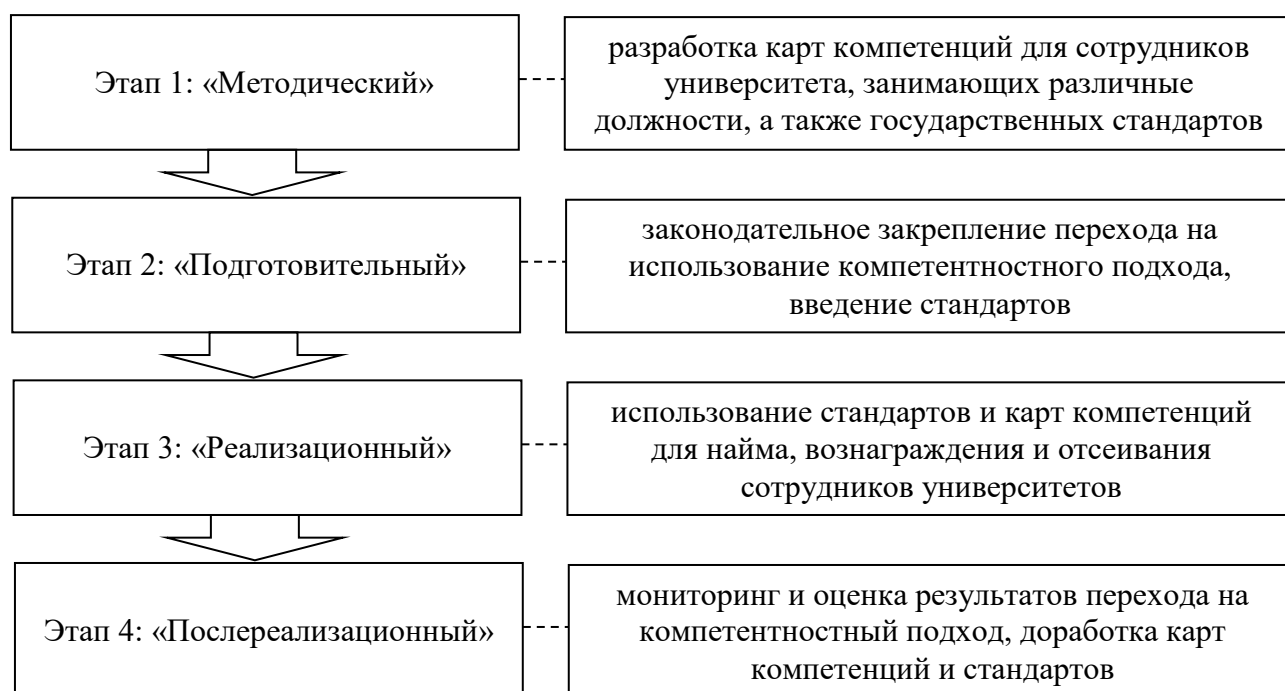 Этап 1: «Методический»
разработка карт компетенций для сотрудников
университета, занимающих различные
должности, а также государственных стандартов
Этап 2: «Подготовительный»
законодательное закрепление перехода на
использование компетентностного подхода,
введение стандартов
Этап 3: «Реализационный»
использование стандартов и карт компетенций
для найма, вознаграждения и отсеивания
сотрудников университетов
Этап 4: «Послереализационный»
мониторинг и оценка результатов перехода на
компетентностный подход, доработка карт
компетенций и стандартов